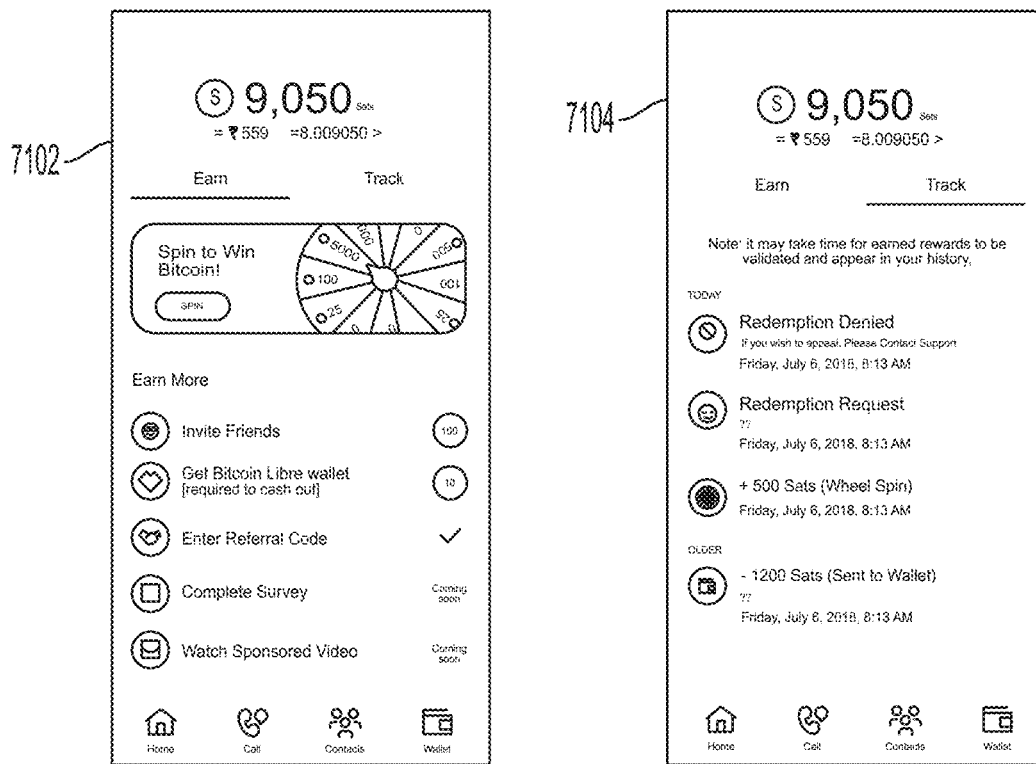 7102
S 9,050 Sats
= ₹ 559 =8.009050 >
Earn Track
Spin to Win
Bitcoin!
SPIN
5000
000
0
500
100
100
25
25
0
0
Earn More
Invite Friends 100
Get Bitcoin Libre wallet 10
[required to cash out]
Enter Referral Code
Complete Survey Coming soon
Watch Sponsored Video Coming soon
Home Call Contacts Wallet
7104
S 9,050 Sats
= ₹ 559 =8.009050 >
Earn Track
Note: it may take time for earned rewards to be
validated and appear in your history.
TODAY
Redemption Denied
If you wish to appeal, Please Contact Support
Friday, July 6, 2018, 8:13 AM
Redemption Request
??
Friday, July 6, 2018, 8:13 AM
+ 500 Sats (Wheel Spin)
Friday, July 6, 2018, 8:13 AM
OLDER
- 1200 Sats (Sent to Wallet)
??
Friday, July 6, 2018, 8:13 AM
Home Call Contacts Wallet